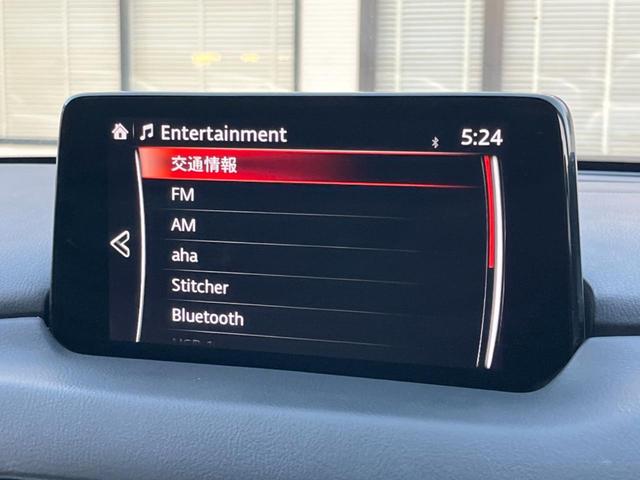 Entertainment
5:24
交通情報
FM
AM
aha
Stitcher
Bluetooth